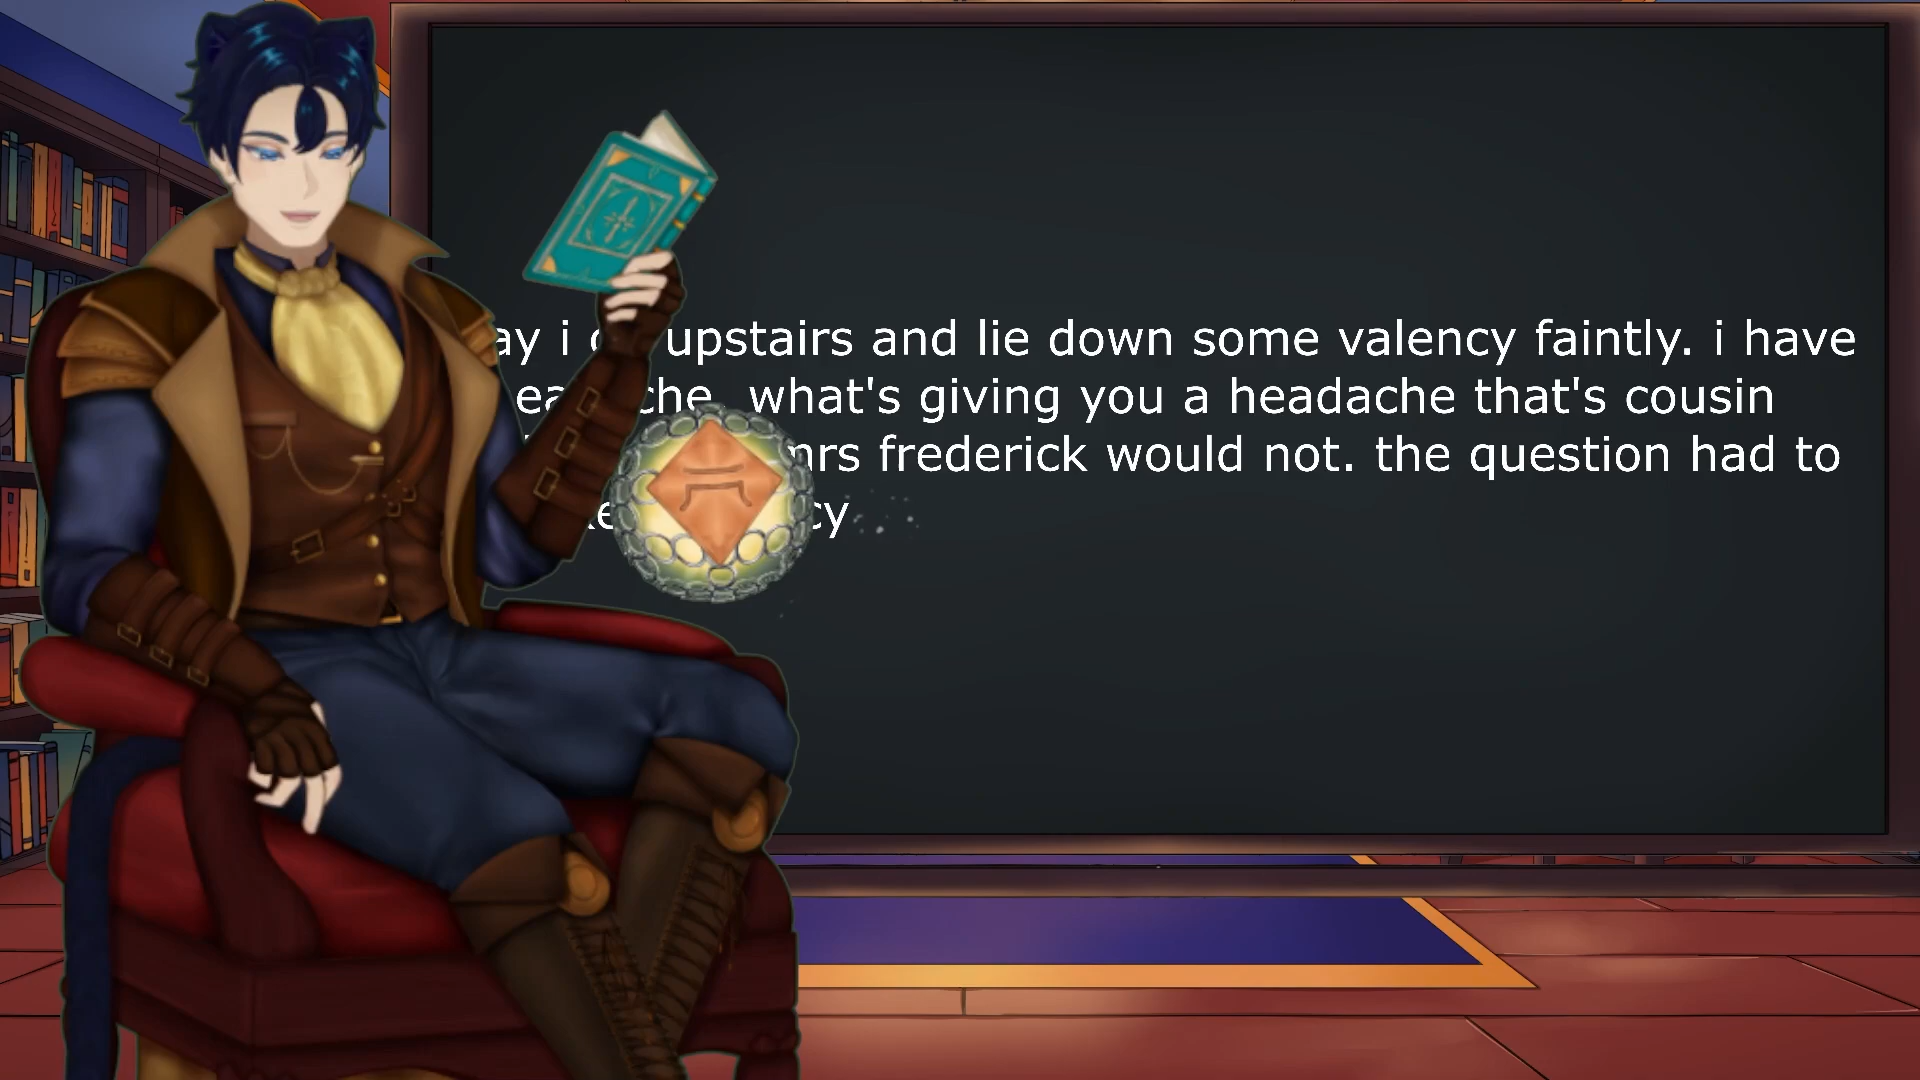 ay i upstairs and lie down some valency faintly. i have
che, what's giving you a headache that's cousin
mrs frederick would not. the question had to
cy